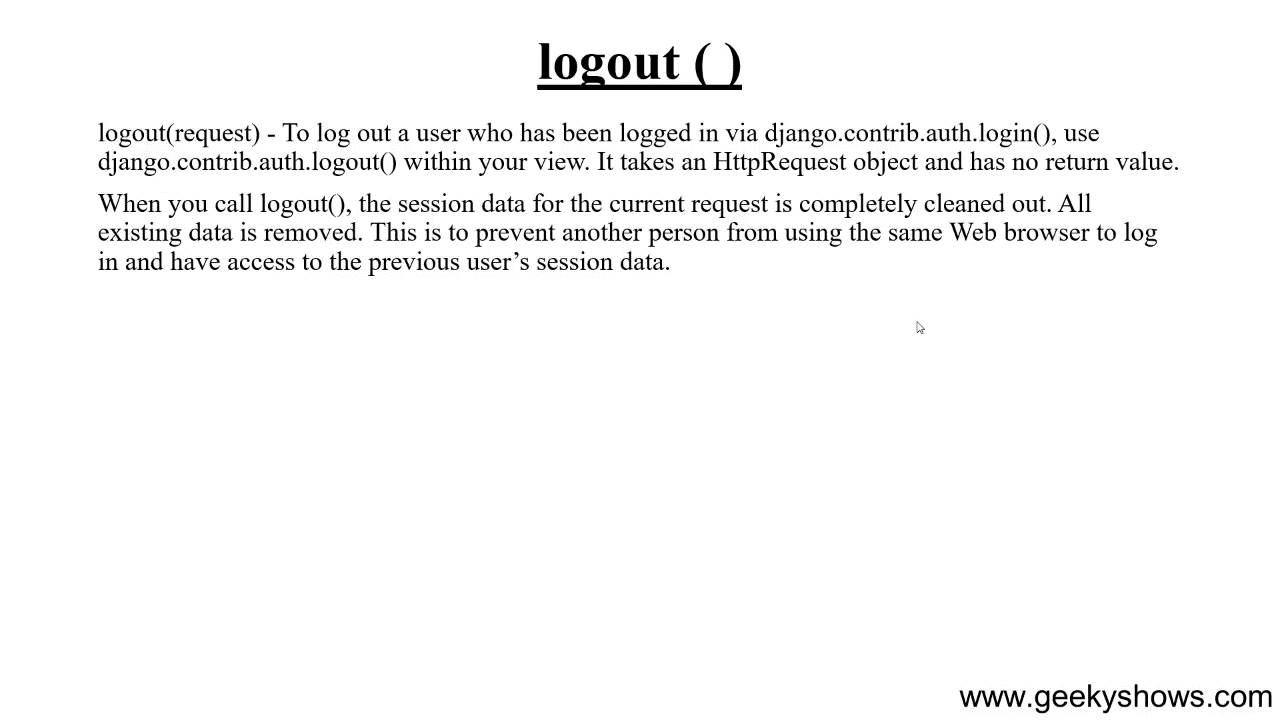 logout ( )
logout(request) - To log out a user who has been logged in via django.contrib.auth.login(), use
django.contrib.auth.logout() within your view. It takes an HttpRequest object and has no return value.
When you call logout(), the session data for the current request is completely cleaned out. All
existing data is removed. This is to prevent another person from using the same Web browser to log
in and have access to the previous user’s session data.
www.geekyshows.com